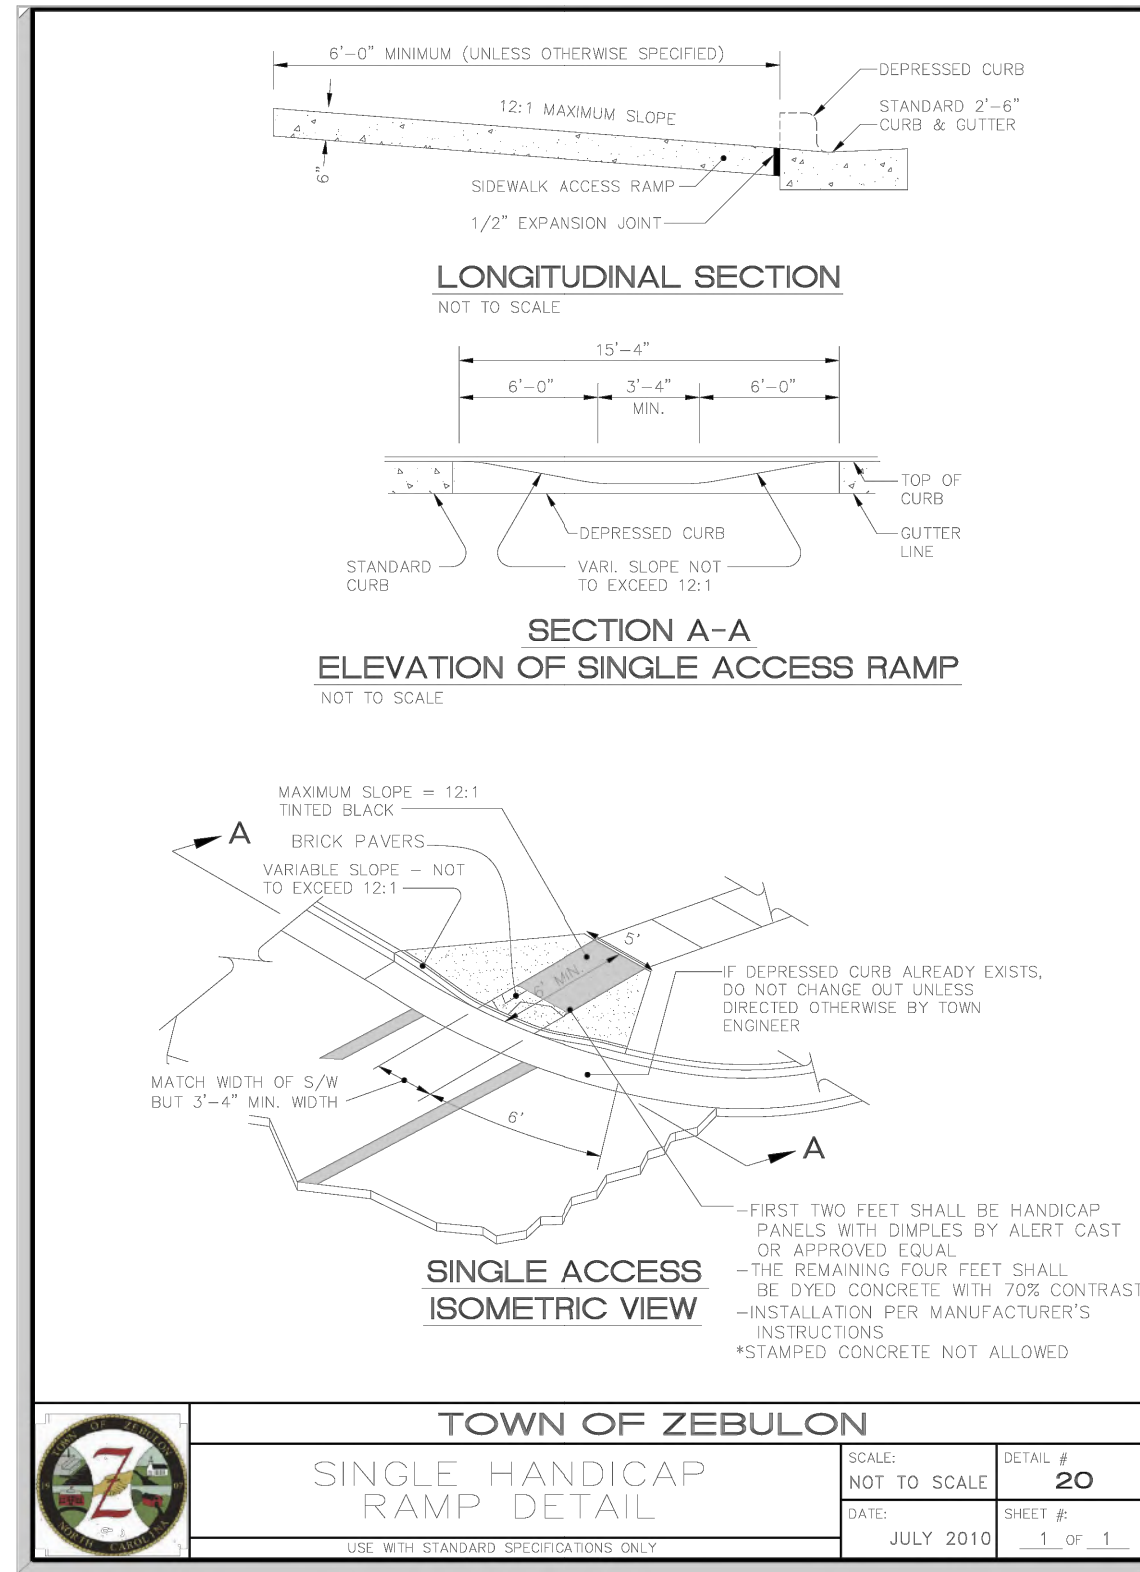 6'-0" MINIMUM (UNLESS OTHERWISE SPECIFIED)
DEPRESSED CURB
12:1 MAXIMUM SLOPE
STANDARD 2'-6"
CURB & GUTTER
6"
SIDEWALK ACCESS RAMP
1/2" EXPANSION JOINT
LONGITUDINAL SECTION
NOT TO SCALE
15'-4"
6'-0"
3'-4"
MIN.
6'-0"
TOP OF
CURB
DEPRESSED CURB
GUTTER
LINE
STANDARD
CURB
VARI. SLOPE NOT
TO EXCEED 12:1
SECTION A-A
ELEVATION OF SINGLE ACCESS RAMP
NOT TO SCALE
MAXIMUM SLOPE = 12:1
TINTED BLACK
A
BRICK PAVERS
VARIABLE SLOPE - NOT
TO EXCEED 12:1
5'
6' MIN.
IF DEPRESSED CURB ALREADY EXISTS,
DO NOT CHANGE OUT UNLESS
DIRECTED OTHERWISE BY TOWN
ENGINEER
MATCH WIDTH OF S/W
BUT 3'-4" MIN. WIDTH
6'
A
-FIRST TWO FEET SHALL BE HANDICAP
PANELS WITH DIMPLES BY ALERT CAST
OR APPROVED EQUAL
-THE REMAINING FOUR FEET SHALL
BE DYED CONCRETE WITH 70% CONTRAST
-INSTALLATION PER MANUFACTURER'S
INSTRUCTIONS
*STAMPED CONCRETE NOT ALLOWED
SINGLE ACCESS
ISOMETRIC VIEW
TOWN OF ZEBULON
NORTH CAROLINA
1907
Z
TOWN OF ZEBULON
SINGLE HANDICAP
RAMP DETAIL
USE WITH STANDARD SPECIFICATIONS ONLY
SCALE:
NOT TO SCALE
DETAIL #
20
DATE:
JULY 2010
SHEET #:
1 OF 1